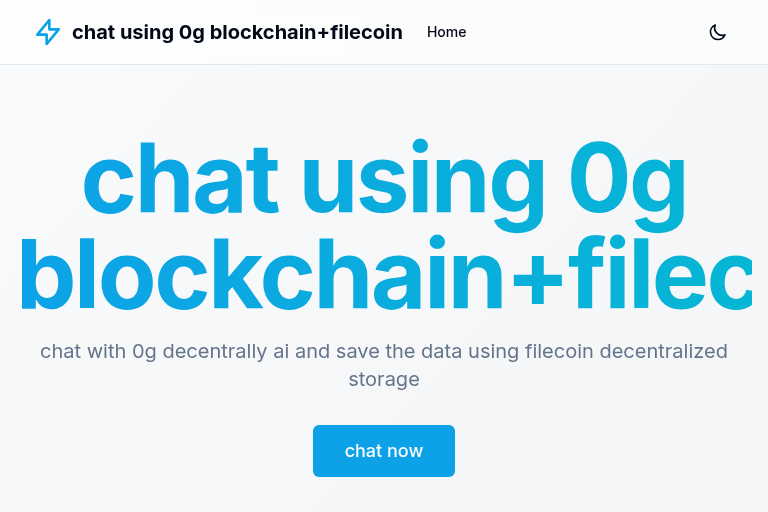 chat using 0g blockchain+filecoin
Home
chat using 0g
blockchain+filec
chat with 0g decentrally ai and save the data using filecoin decentralized
storage
chat now